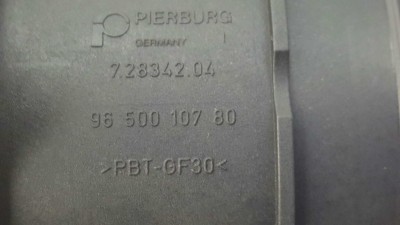 PIERBURG
GERMANY
7.28342.04
96 500 107 80
>PBT-GF30<